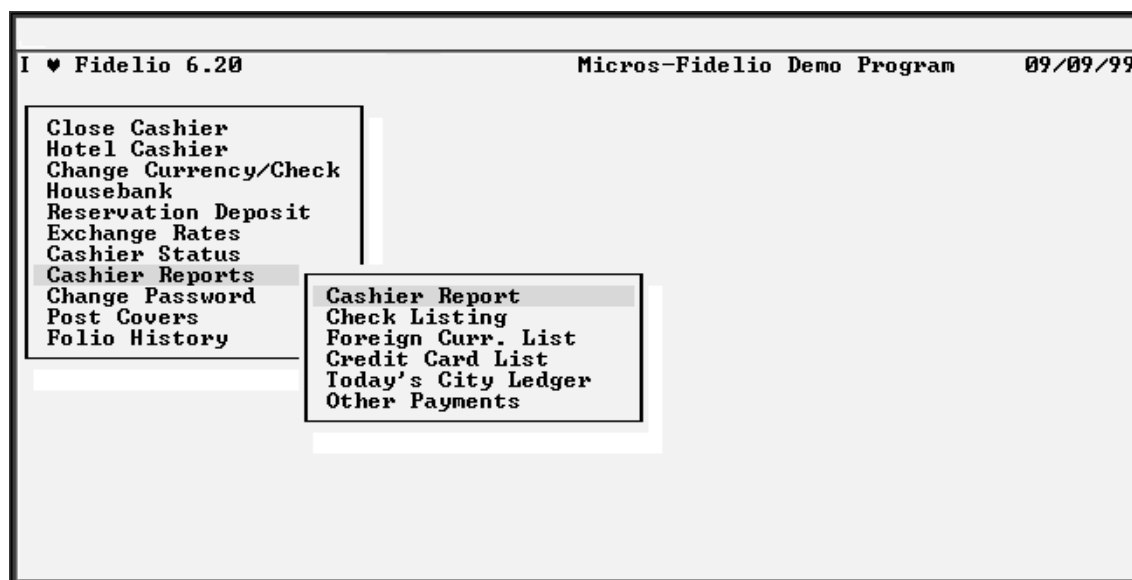 I ♥ Fidelio 6.20 Micros-Fidelio Demo Program 09/09/99
Close Cashier
Hotel Cashier
Change Currency/Check
Housebank
Reservation Deposit
Exchange Rates
Cashier Status
Cashier Reports
Change Password
Post Covers
Folio History
Cashier Report
Check Listing
Foreign Curr. List
Credit Card List
Today's City Ledger
Other Payments